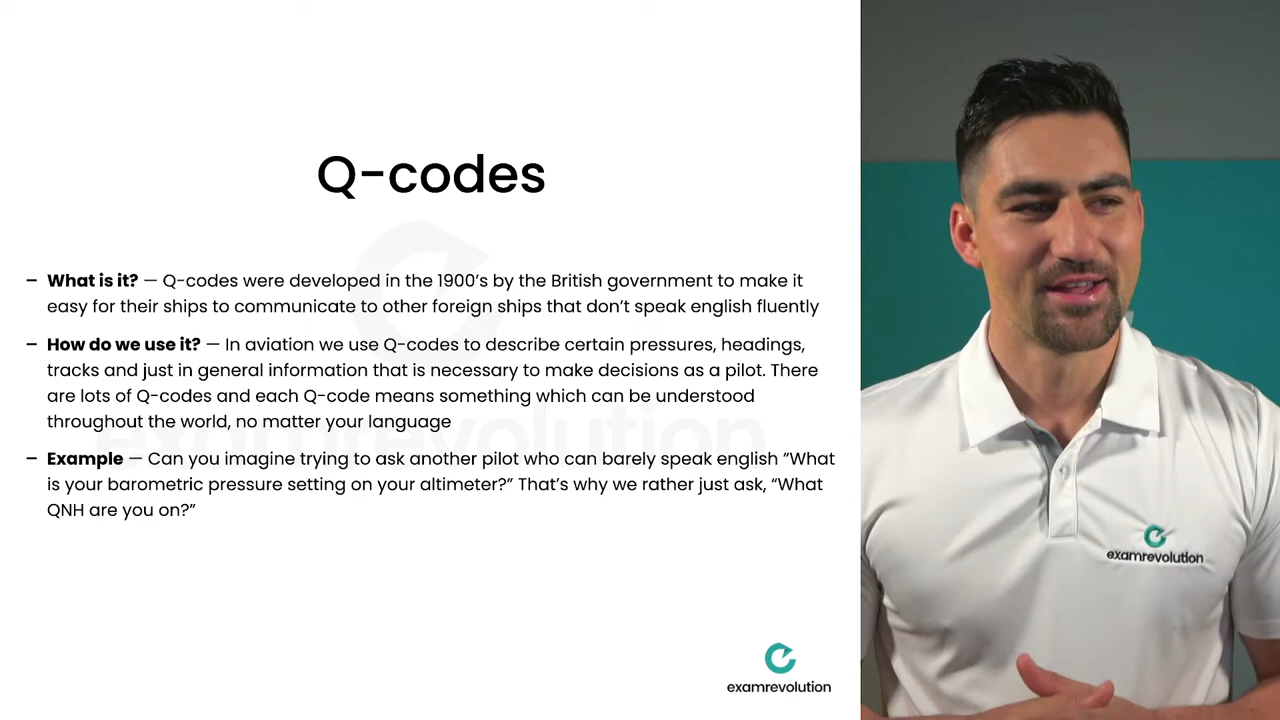 Q-codes
– What is it? — Q-codes were developed in the 1900’s by the British government to make it
easy for their ships to communicate to other foreign ships that don’t speak english fluently
– How do we use it? — In aviation we use Q-codes to describe certain pressures, headings,
tracks and just in general information that is necessary to make decisions as a pilot. There
are lots of Q-codes and each Q-code means something which can be understood
throughout the world, no matter your language
– Example — Can you imagine trying to ask another pilot who can barely speak english ”What
is your barometric pressure setting on your altimeter?” That’s why we rather just ask, “What
QNH are you on?”
examrevolution
examrevolution
examrevolution